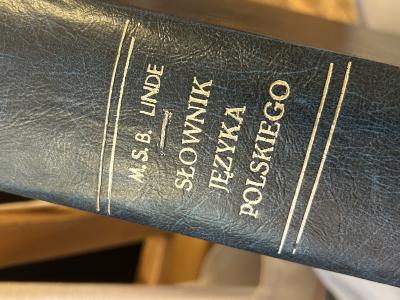 M. S. B. LINDE
SŁOWNIK
JĘZYKA
POLSKIEGO